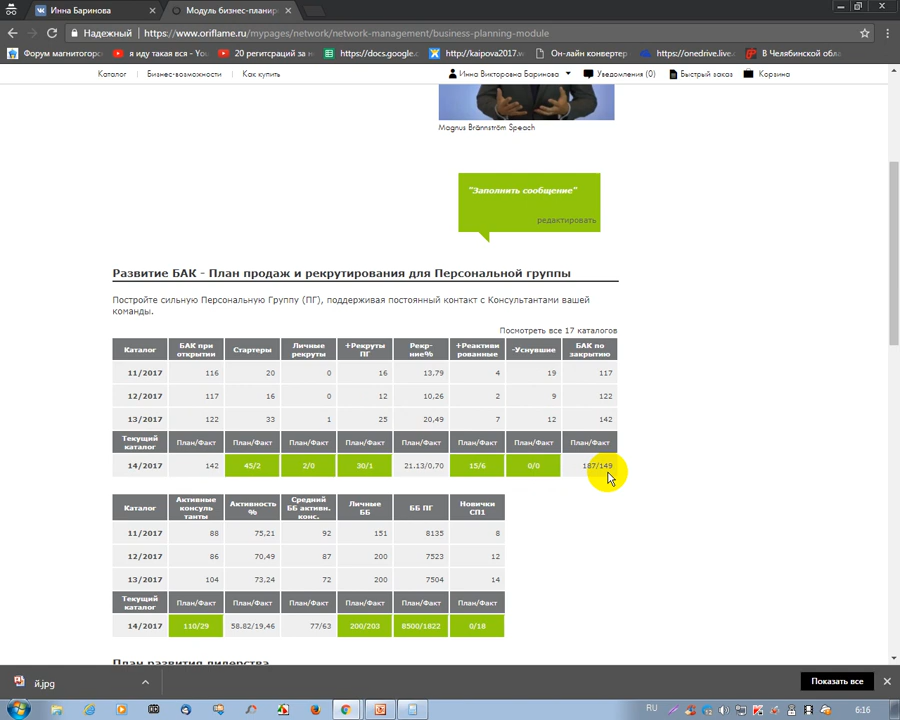 Инна Баринова
Модуль бизнес-планир
Надежный https://www.oriflame.ru/mypages/network/network-management/business-planning-module
Форум магнитогорс
я иду такая вся - You
20 регистраций за н
https://docs.google.
http://kaipova2017.w
Он-лайн конвертер
https://onedrive.live.c
В Челябинской обла
Каталог Бизнес-возможности Как купить Инна Викторовна Баринова Уведомления (0) Быстрый заказ Корзина
Magnus Brännström Speach
"Заполнить сообщение"
редактировать
Развитие БАК - План продаж и рекрутирования для Персональной группы
Постройте сильную Персональную Группу (ПГ), поддерживая постоянный контакт с Консультантами вашей
команды.
Посмотреть все 17 каталогов
Каталог БАК при открытии Стартеры Личные рекруты +Рекруты ПГ Рекр-ние% +Реактиви рованные -Уснувшие БАК по закрытию
11/2017 116 20 0 16 13,79 4 19 117
12/2017 117 16 0 12 10,26 2 9 122
13/2017 122 33 1 25 20,49 7 12 142
Текущий каталог План/Факт План/Факт План/Факт План/Факт План/Факт План/Факт План/Факт План/Факт
14/2017 142 45/2 2/0 30/1 21.13/0,70 15/6 0/0 187/149
Каталог Активные консуль танты Активность % Средний ББ активн. конс. Личные ББ ББ ПГ Новички СП1
11/2017 88 75,21 92 151 8135 8
12/2017 86 70,49 87 200 7523 12
13/2017 104 73,24 72 200 7504 14
Текущий каталог План/Факт План/Факт План/Факт План/Факт План/Факт План/Факт
14/2017 110/29 58.82/19,46 77/63 200/203 8500/1822 0/18
План развития лидерства
й.jpg
Показать все
RU
6:16